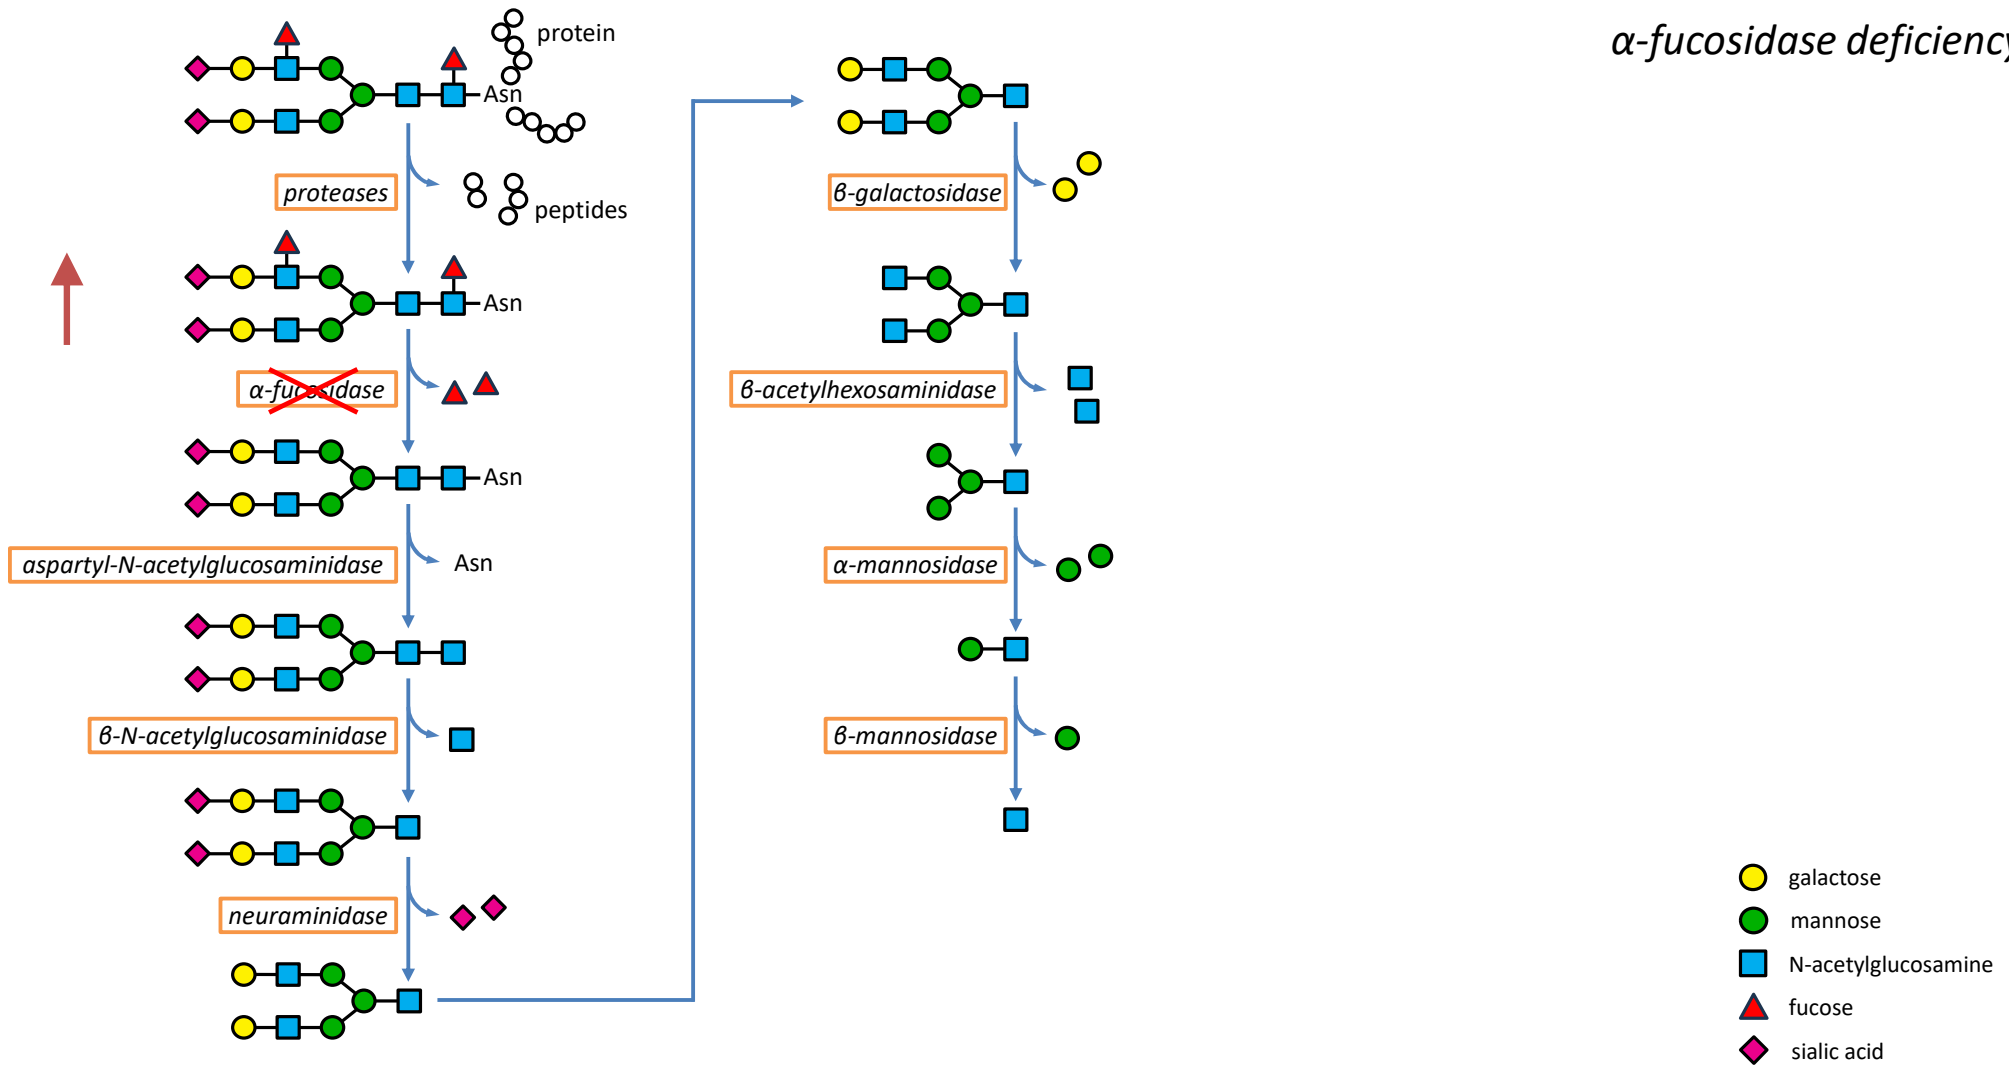 α-fucosidase deficiency
protein
Asn
proteases
peptides
Asn
α-fucosidase
Asn
aspartyl-N-acetylglucosaminidase
Asn
β-N-acetylglucosaminidase
neuraminidase
β-galactosidase
β-acetylhexosaminidase
α-mannosidase
β-mannosidase
galactose
mannose
N-acetylglucosamine
fucose
sialic acid